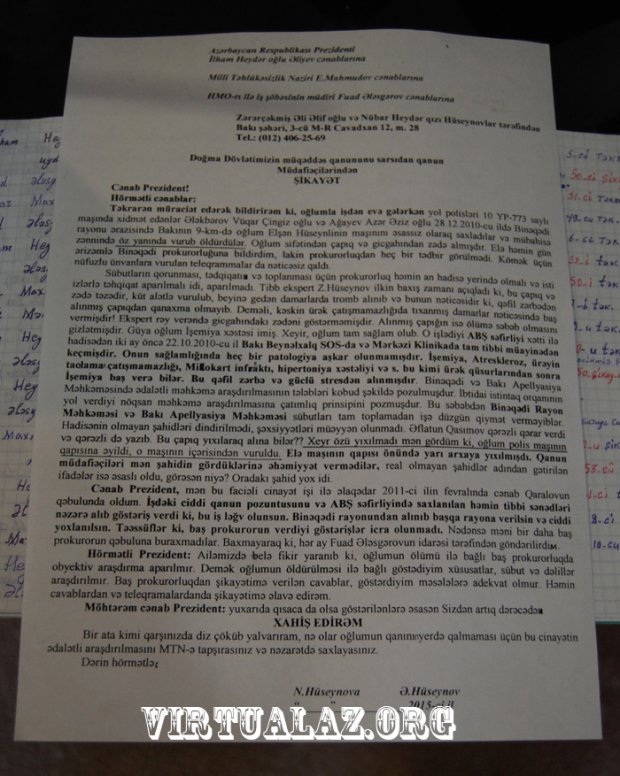 Azərbaycan Respublikası Prezidenti
İlham Heydər oğlu Əliyev cənablarına
Milli Təhlükəsizlik Naziri E.Mahmudov cənablarına
HMO-rı ilə iş şöbəsinin müdiri Fuad Ələsgərov cənablarına
Zərərçəkmiş Əli Əlif oğlu və Nübar Heydər qızı Hüseynovlar tərəfindən
Bakı şəhəri, 3-cü M-R Cavadxan 12, m. 28
Tel.: (012) 406-25-69
Doğma Dövlətimizin müqəddəs qanununu sarsıdan qanun
Müdafiəçilərindən
ŞİKAYƏT
Cənab Prezident!
Hörmətli cənablar:
Təkrarən müraciət edərək bildirirəm ki, oğlumla işdən evə gələrkən yol polisləri 10 YP-773 saylı
maşında xidmət edənlər Ələkbərov Vüqar Çingiz oğlu və Ağayev Azər Əziz oğlu 28.12.2010-cu ildə Binəqədi
rayonu ərazisində Bakının 9-km-də oğlum Elşən Hüseynlinin maşınını əsassız olaraq saxladılar və mübahisə
zənnində öz yanında vurub öldürdülər. Oğlum sifətindən çapıq və gicgahından zədə almışdır. Elə həmin gün
ərizəmlə Binəqədi prokurorluğuna bildirdim, lakin prokurorluqdan heç bir tədbir görülmədi. Kömək üçün
nüfuzlu ünvanlara vurulan teleqrammalar da nəticəsiz qaldı.
Sübutların qorunması, tədqiqatın və toplanması üçün prokurorluq həmin an hadisə yerində olmalı və isti
izlərlə təhqiqat aparılmalı idi, aparılmadı. Tibb ekspert Z.Hüseynov ilkin baxış zamanı açıqladı ki, bu çapıq və
zədə təzədir, küt alətlə vurulub, beyinə gedən damarlarda tromb alınıb və bunun nəticəsidir ki, qəfil zərbədən
alınmış çapıqdan qanaxma olmayıb. Deməli, kəskin ürək çatışmamazlığında tıxanmış damarlar nəticəsində baş
vermişdir! Ekspert rəy verəndə gicgahındakı zədəni göstərməmişdir. Alınmış çapığın isə ölümə səbəb olmasını
gizlətmişdir. Güya oğlum İşemiya xəstəsi imiş. Xeyir, oğlum tam sağlam olub. O işlədiyi ABŞ səfirliyi xətti ilə
hadisədən iki ay öncə 22.10.2010-cu il Bakı Beynəlxalq SOS-da və Mərkəzi Klinikada tam tibbi müayinədən
keçmişdir. Onun sağlamlığında heç bir patologiya aşkar olunmamışdır. İşemiya, Atreskleroz, ürəyin
taclama çatışmamazlığı, Millokart infraktı, hipertoniya xəstəliyi və s. bu kimi ürək qüsurlarından sonra
İşemiya baş verə bilər. Bu qəfil zərbə və güclü stresdən alınmışdır. Binəqədi və Bakı Apellyasiya
Məhkəməsində ədalətli məhkəmə araşdırılmasının tələbləri kobud şəkildə pozulmuşdur. İbtidai istintaq orqanının
yol verdiyi nöqsan məhkəmə araşdırılmasına çatımlıq prinsipini pozmuşdur. Bu səbəbdən Binəqədi Rayon
Məhkəməsi və Bakı Apellyasiya Məhkəməsi sübutları tam toplamadan işə düzgün qiymət verməyiblər.
Hadisənin olmayan şahidləri dindirilmədi, şəxsiyyətləri müəyyən olunmadı. Əflatun Qasımov qərəzli qərar verdi
və qərəzli də yazıb. Bu çapıq yıxılaraq alına bilər?? Xeyr özü yıxılmadı mən gördüm ki, oğlum polis maşının
qapısına əyildi, o maşının içərisindən vuruldu. Elə maşının qapısı önündə yarı arxaya yıxılmışdı. Qanun
müdafiəçiləri mən şahidin gördüklərinə əhəmiyyət vermədilər, real olmayan şahidlər adından gətirilən
ifadələr isə əsaslı oldu, görəsən niyə? Oradakı şahid yox idi.
Cənab Prezident, mən bu faciəli cinayət işi ilə əlaqədar 2011-ci ilin fevralında cənab Qaralovun
qəbulunda oldum. İşdəki ciddi qanun pozuntusunu və ABŞ səfirliyində saxlanılan həmin tibbi sənədləri
nəzərə alıb göstəriş verdi ki, bu iş ləğv olunsun. Binəqədi rayonundan alınıb başqa rayona verilsin və ciddi
yoxlanılsın. Təəssüflər ki, baş prokurorun verdiyi göstərişlər icra olunmadı. Nədənsə məni bir daha baş
prokurorun qəbuluna buraxmadılar. Baxmayaraq ki, hər ay Fuad Ələsgərovun idarəsi tərəfindən göndərilirdim.
Hörmətli Prezident: Ailəmizdə belə fikir yaranıb ki, oğlumun ölümü ilə bağlı baş prokurorluqda
obyektiv araşdırma aparılmır. Demək oğlumun öldürülməsi ilə bağlı göstədiyim xüsusatlar, sübut və dəlillər
araşdırılmır. Baş prokurorluqdan şikayətimə verilən cavablar, göstərdiyim məsələlərə adekvat olmur. Həmin
cavablardan və teleqramalardanda şikayətimə əlavə edirəm.
Möhtərəm cənab Prezident: yuxarıda qısaca da olsa göstərilənlərə əsasən Sizdən artıq dərəcədən
XAHİŞ EDİRƏM
Bir ata kimi qarşınızda diz çöküb yalvarıram, nə olar oğlumun qanının yerdə qalmaması üçün bu cinayətin
ədalətli araşdırılmasını MTN-ə tapşırasınız və nəzarətdə saxlayasınız.
Dərin hörmətlə;
N.Hüseynova Ə.Hüseynov
2015-ci il
VIRTUALAZ.ORG